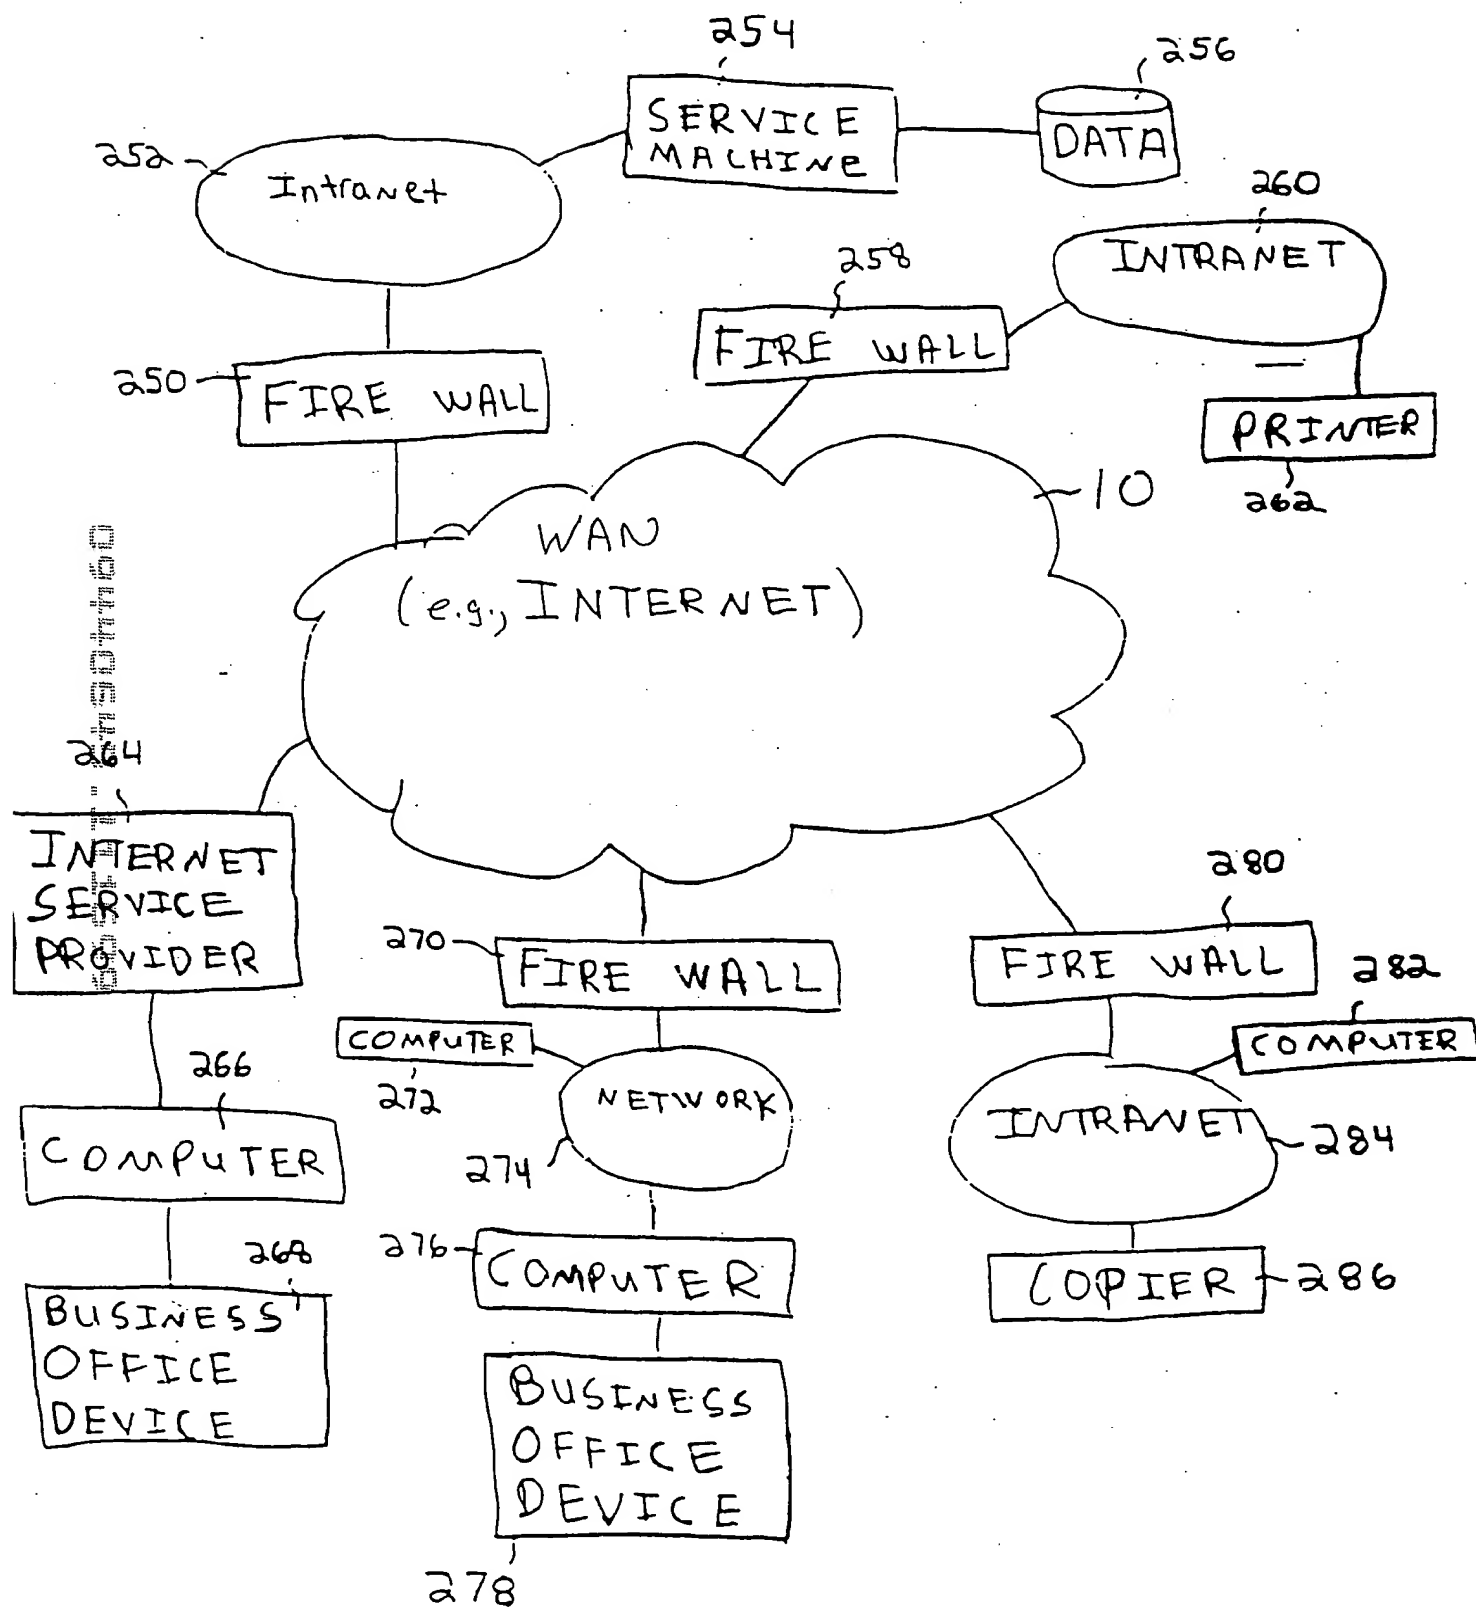 254
256
SERVICE
MACHINE
DATA
252
Intranet
260
INTRANET
258
FIRE WALL
250
FIRE WALL
PRINTER
262
10
WAN
(e.g., INTERNET)
264
INTERNET
SERVICE
PROVIDER
280
270
FIRE WALL
FIRE WALL
282
COMPUTER
COMPUTER
272
266
NETWORK
INTRANET
284
COMPUTER
274
276
COMPUTER
268
COPIER
286
BUSINESS
OFFICE
DEVICE
BUSINESS
OFFICE
DEVICE
278